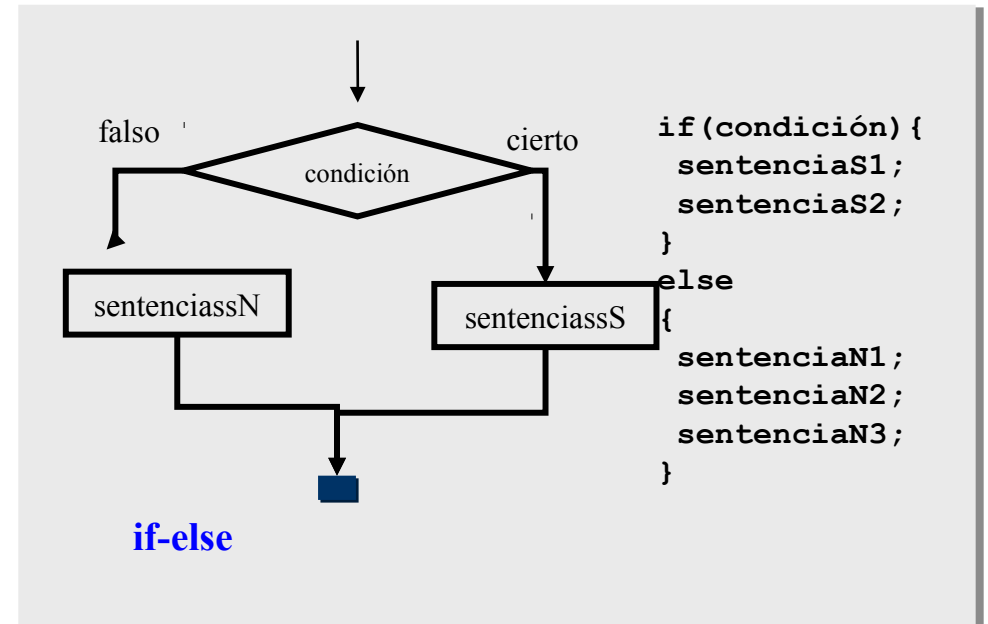 falso
cierto
condición
sentenciassN
sentenciassS
if-else
if(condición){
sentenciaS1;
sentenciaS2;
}
else
{
sentenciaN1;
sentenciaN2;
sentenciaN3;
}